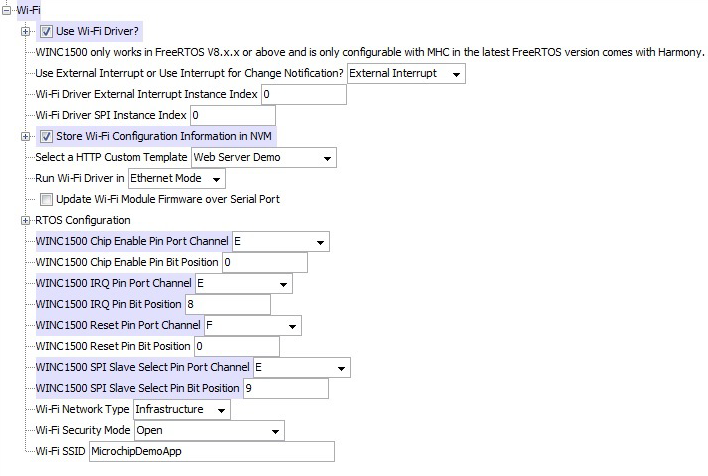 Wi-Fi
Use Wi-Fi Driver?
WINC1500 only works in FreeRTOS V8.x.x or above and is only configurable with MHC in the latest FreeRTOS version comes with Harmony.
Use External Interrupt or Use Interrupt for Change Notification? External Interrupt
Wi-Fi Driver External Interrupt Instance Index 0
Wi-Fi Driver SPI Instance Index 0
Store Wi-Fi Configuration Information in NVM
Select a HTTP Custom Template Web Server Demo
Run Wi-Fi Driver in Ethernet Mode
Update Wi-Fi Module Firmware over Serial Port
RTOS Configuration
WINC1500 Chip Enable Pin Port Channel E
WINC1500 Chip Enable Pin Bit Position 0
WINC1500 IRQ Pin Port Channel E
WINC1500 IRQ Pin Bit Position 8
WINC1500 Reset Pin Port Channel F
WINC1500 Reset Pin Bit Position 0
WINC1500 SPI Slave Select Pin Port Channel E
WINC1500 SPI Slave Select Pin Bit Position 9
Wi-Fi Network Type Infrastructure
Wi-Fi Security Mode Open
Wi-Fi SSID MicrochipDemoApp